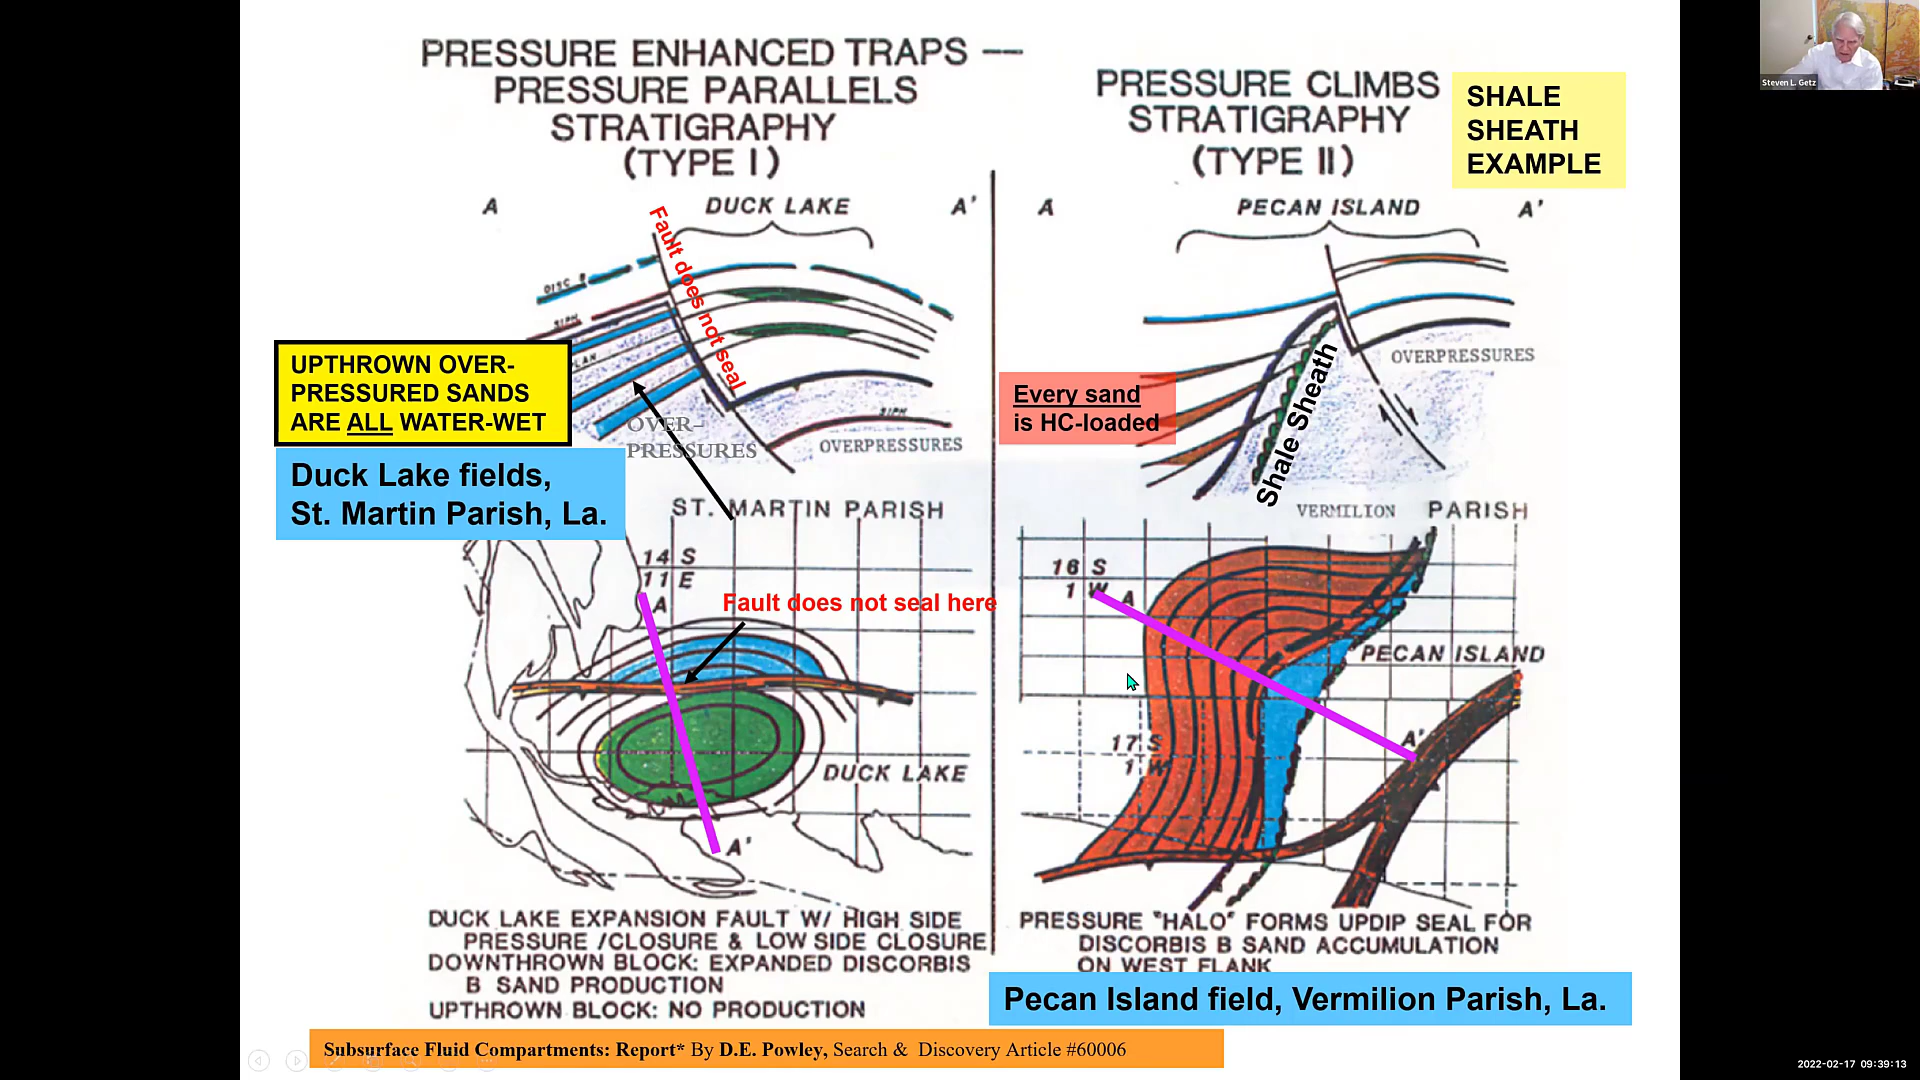 PRESSURE ENHANCED TRAPS —
PRESSURE PARALLELS
STRATIGRAPHY
(TYPE I)
PRESSURE CLIMBS
STRATIGRAPHY
(TYPE II)
SHALE
SHEATH
EXAMPLE
Steven L. Getz
A
DUCK LAKE
A'
A
PECAN ISLAND
A'
Fault does not seal
DISC B
SIPH
UPTHROWN OVER-
PRESSURED SANDS
ARE ALL WATER-WET
OVER-
PRESSURES
SIPH
OVERPRESSURES
OVERPRESSURES
Every sand
is HC-loaded
Shale Sheath
Duck Lake fields,
St. Martin Parish, La.
ST. MARTIN PARISH
VERMILION PARISH
14 S
11 E
A
Fault does not seal here
DUCK LAKE
A'
16 S
1 W A
PECAN ISLAND
17 S
1 W
A'
DUCK LAKE EXPANSION FAULT W/ HIGH SIDE
PRESSURE /CLOSURE & LOW SIDE CLOSURE
DOWNTHROWN BLOCK: EXPANDED DISCORBIS
B SAND PRODUCTION
UPTHROWN BLOCK: NO PRODUCTION
PRESSURE "HALO" FORMS UPDIP SEAL FOR
DISCORBIS B SAND ACCUMULATION
ON WEST FLANK
Pecan Island field, Vermilion Parish, La.
Subsurface Fluid Compartments: Report* By D.E. Powley, Search & Discovery Article #60006
2022-02-17 09:39:13